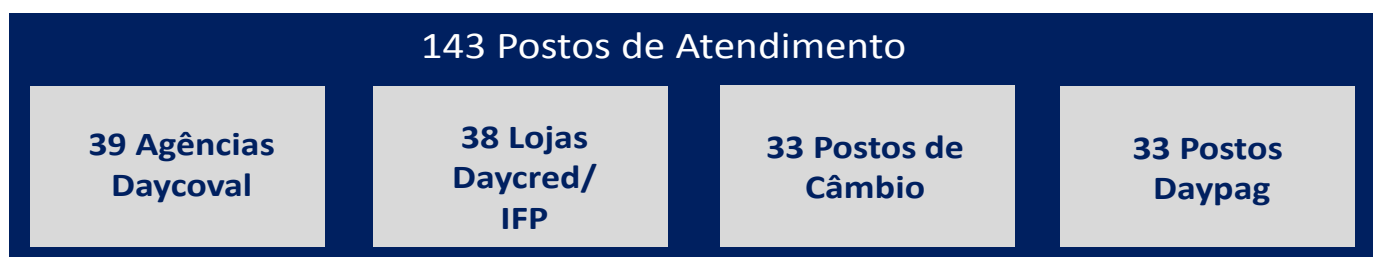 143 Postos de Atendimento
39 Agências
Daycoval
38 Lojas
Daycred/
IFP
33 Postos de
Câmbio
33 Postos
Daypag